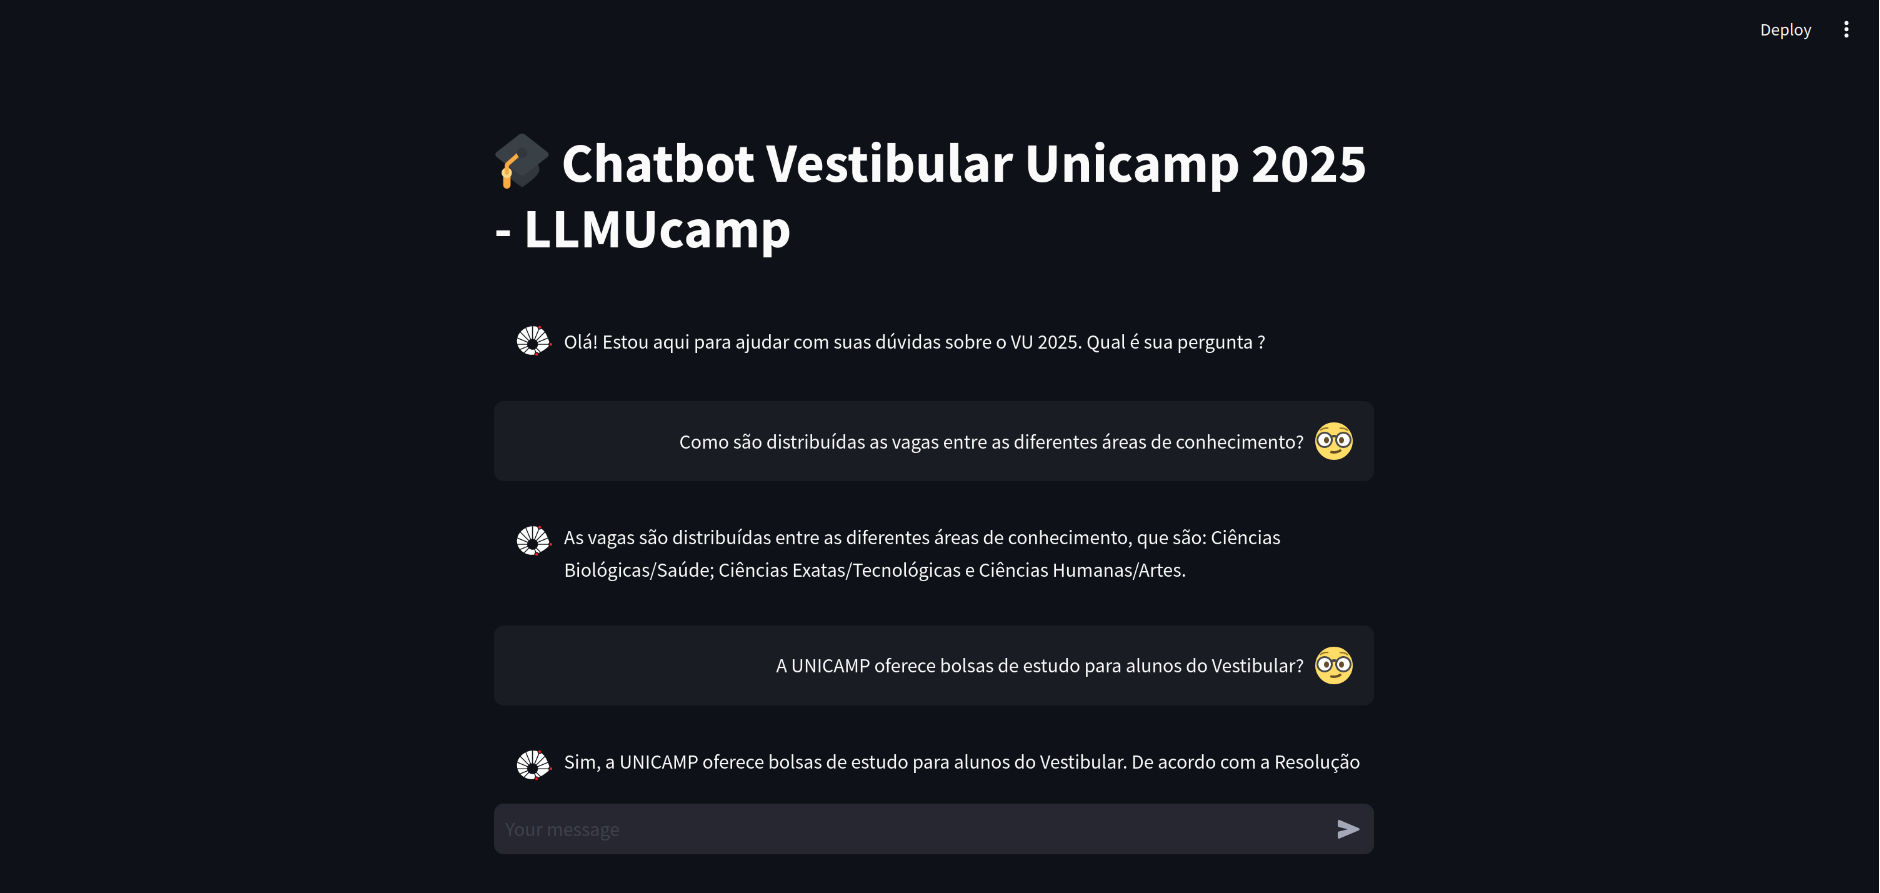 Deploy
Chatbot Vestibular Unicamp 2025
- LLMUcamp
Olá! Estou aqui para ajudar com suas dúvidas sobre o VU 2025. Qual é sua pergunta ?
Como são distribuídas as vagas entre as diferentes áreas de conhecimento?
As vagas são distribuídas entre as diferentes áreas de conhecimento, que são: Ciências
Biológicas/Saúde; Ciências Exatas/Tecnológicas e Ciências Humanas/Artes.
A UNICAMP oferece bolsas de estudo para alunos do Vestibular?
Sim, a UNICAMP oferece bolsas de estudo para alunos do Vestibular. De acordo com a Resolução
Your message